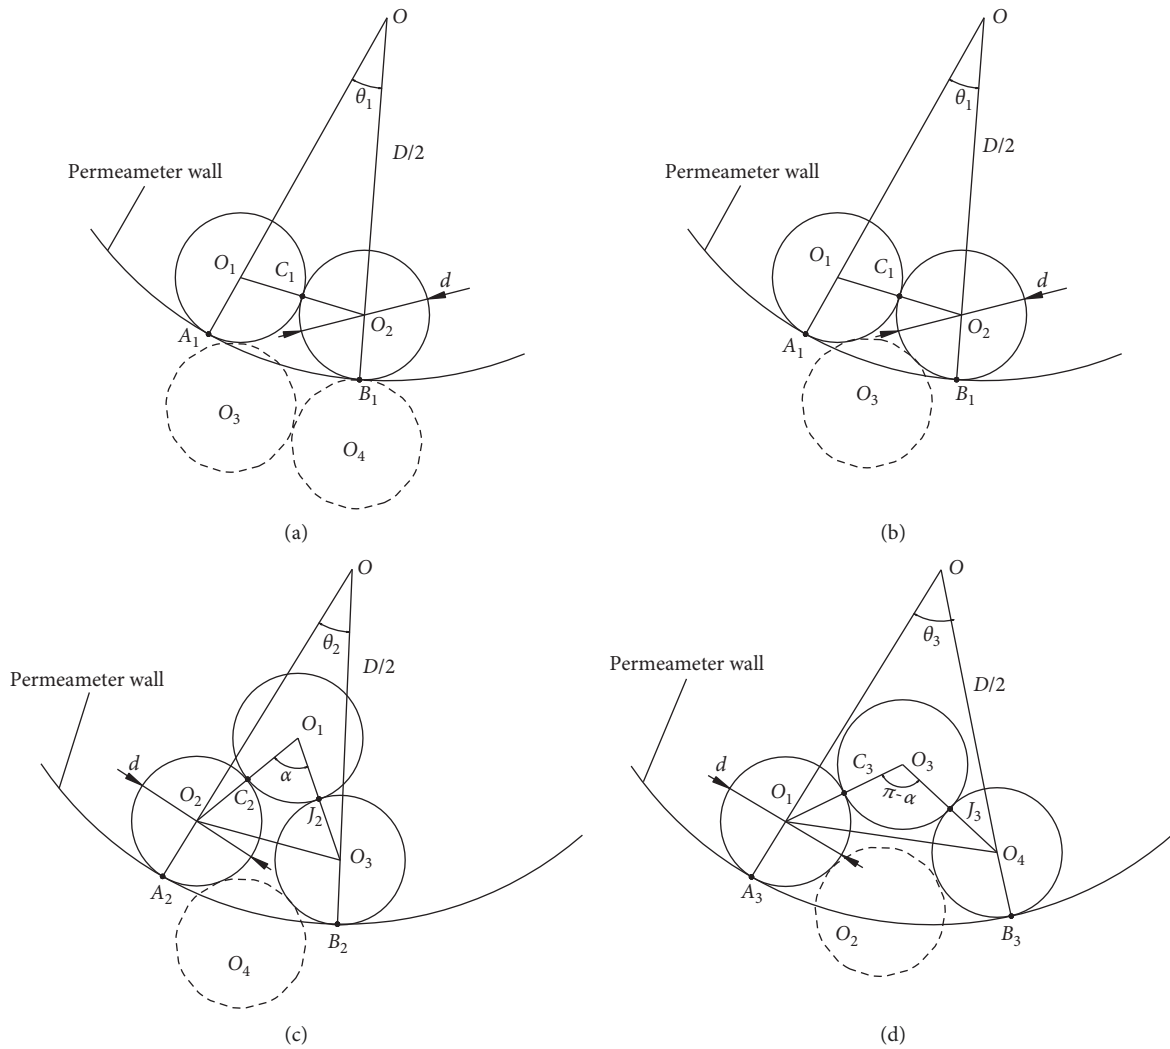 O
θ₁
D/2
Permeameter wall
O₁
C₁
d
A₁
O₂
B₁
O₃
O₄
(a)
O
θ₁
D/2
Permeameter wall
O₁
C₁
d
A₁
O₂
B₁
O₃
(b)
O
θ₂
D/2
Permeameter wall
O₁
α
d
O₂
C₂
J₂
O₃
A₂
B₂
O₄
(c)
O
θ₃
D/2
Permeameter wall
C₃
O₃
d
π-α
O₁
J₃
O₄
A₃
B₃
O₂
(d)